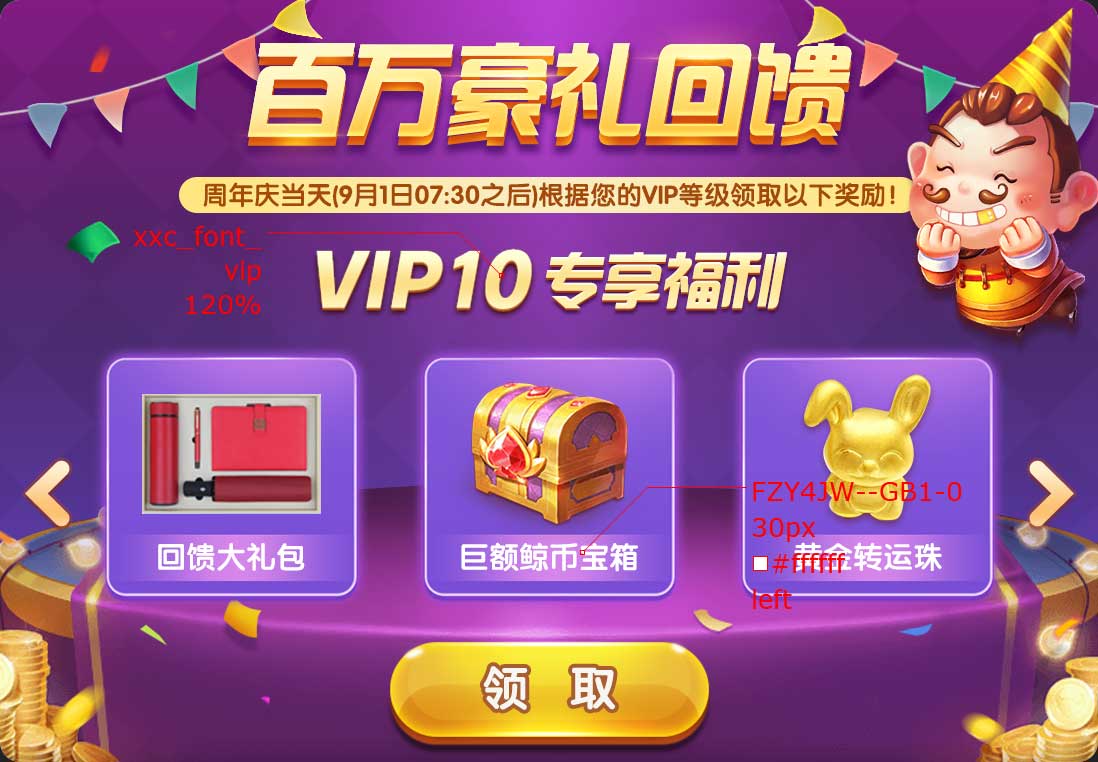 百万豪礼回馈
周年庆当天(9月1日07:30之后)根据您的VIP等级领取以下奖励!
xxc_font_
vip
120%
VIP10 专享福利
FZY4JW--GB1-0
30px
#ffffff
left
回馈大礼包
巨额鲸币宝箱
黄金转运珠
领 取